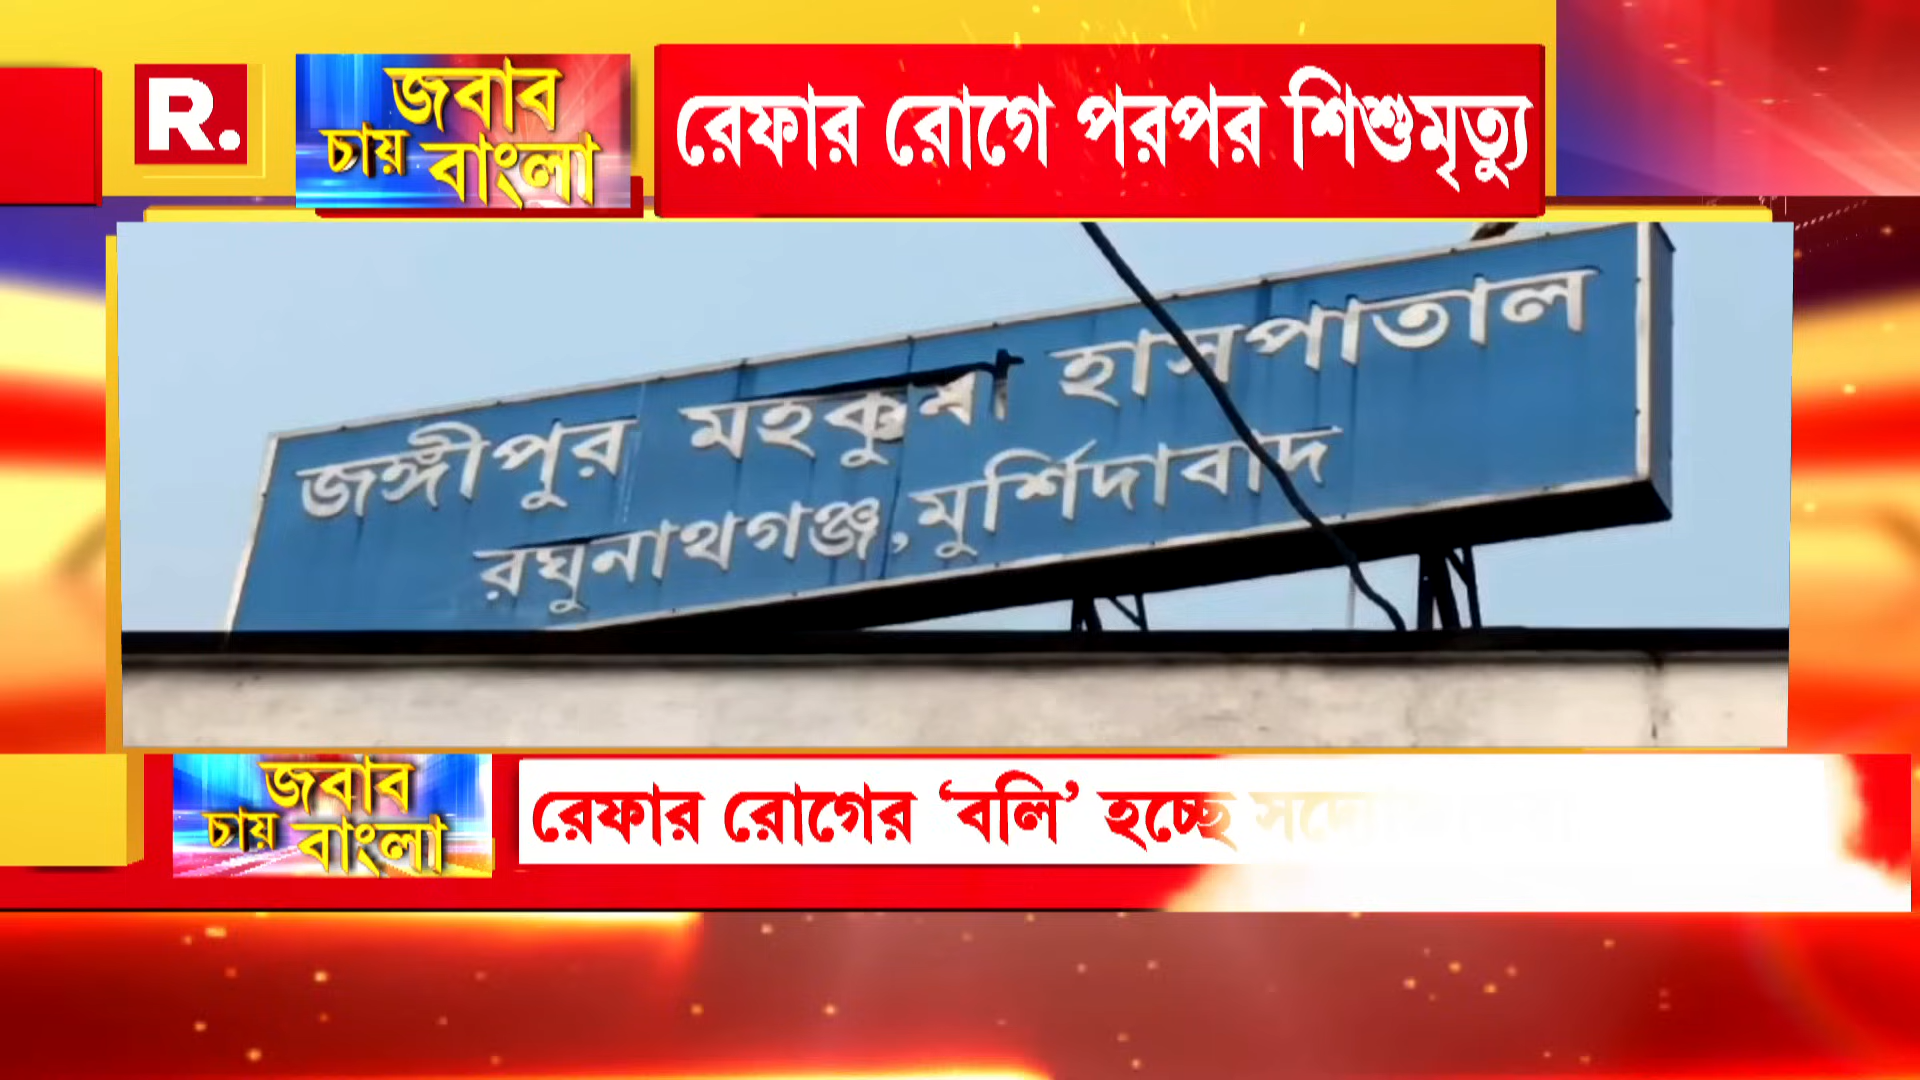 R.
জবাব
চায় বাংলা
রেফার রোগে পরপর শিশুমৃত্যু
জঙ্গীপুর মহকুমা হাসপাতাল
রঘুনাথগঞ্জ, মুর্শিদাবাদ
জবাব
চায় বাংলা
রেফার রোগের ‘বলি’ হচ্ছে